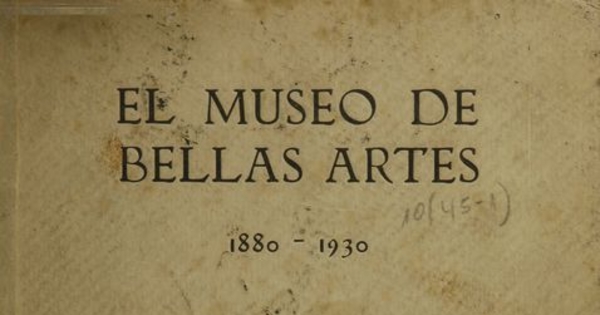 EL MUSEO DE
BELLAS ARTES
10(45-1)
1880 - 1930